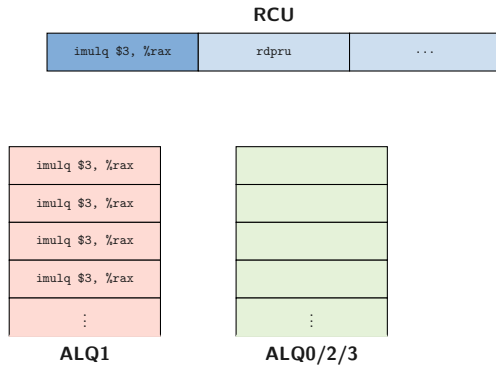 RCU
imulq $3, %rax rdpru ···
imulq $3, %rax
imulq $3, %rax
imulq $3, %rax
imulq $3, %rax
⋮ ⋮
ALQ1 ALQ0/2/3